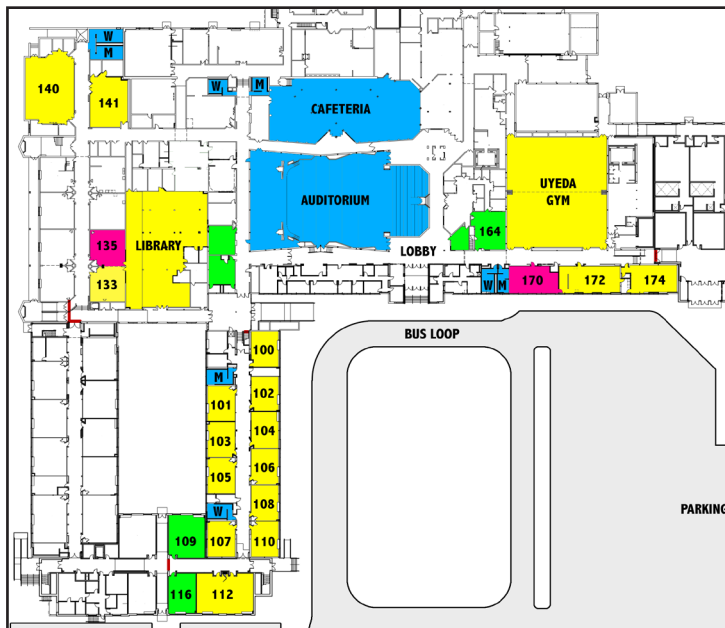 W
M
140
141
W
M
CAFETERIA
AUDITORIUM
UYEDA
GYM
164
135
LIBRARY
LOBBY
133
W
M
170
172
174
BUS LOOP
100
M
101
102
103
104
105
106
W
108
109
107
110
116
112
PARKING